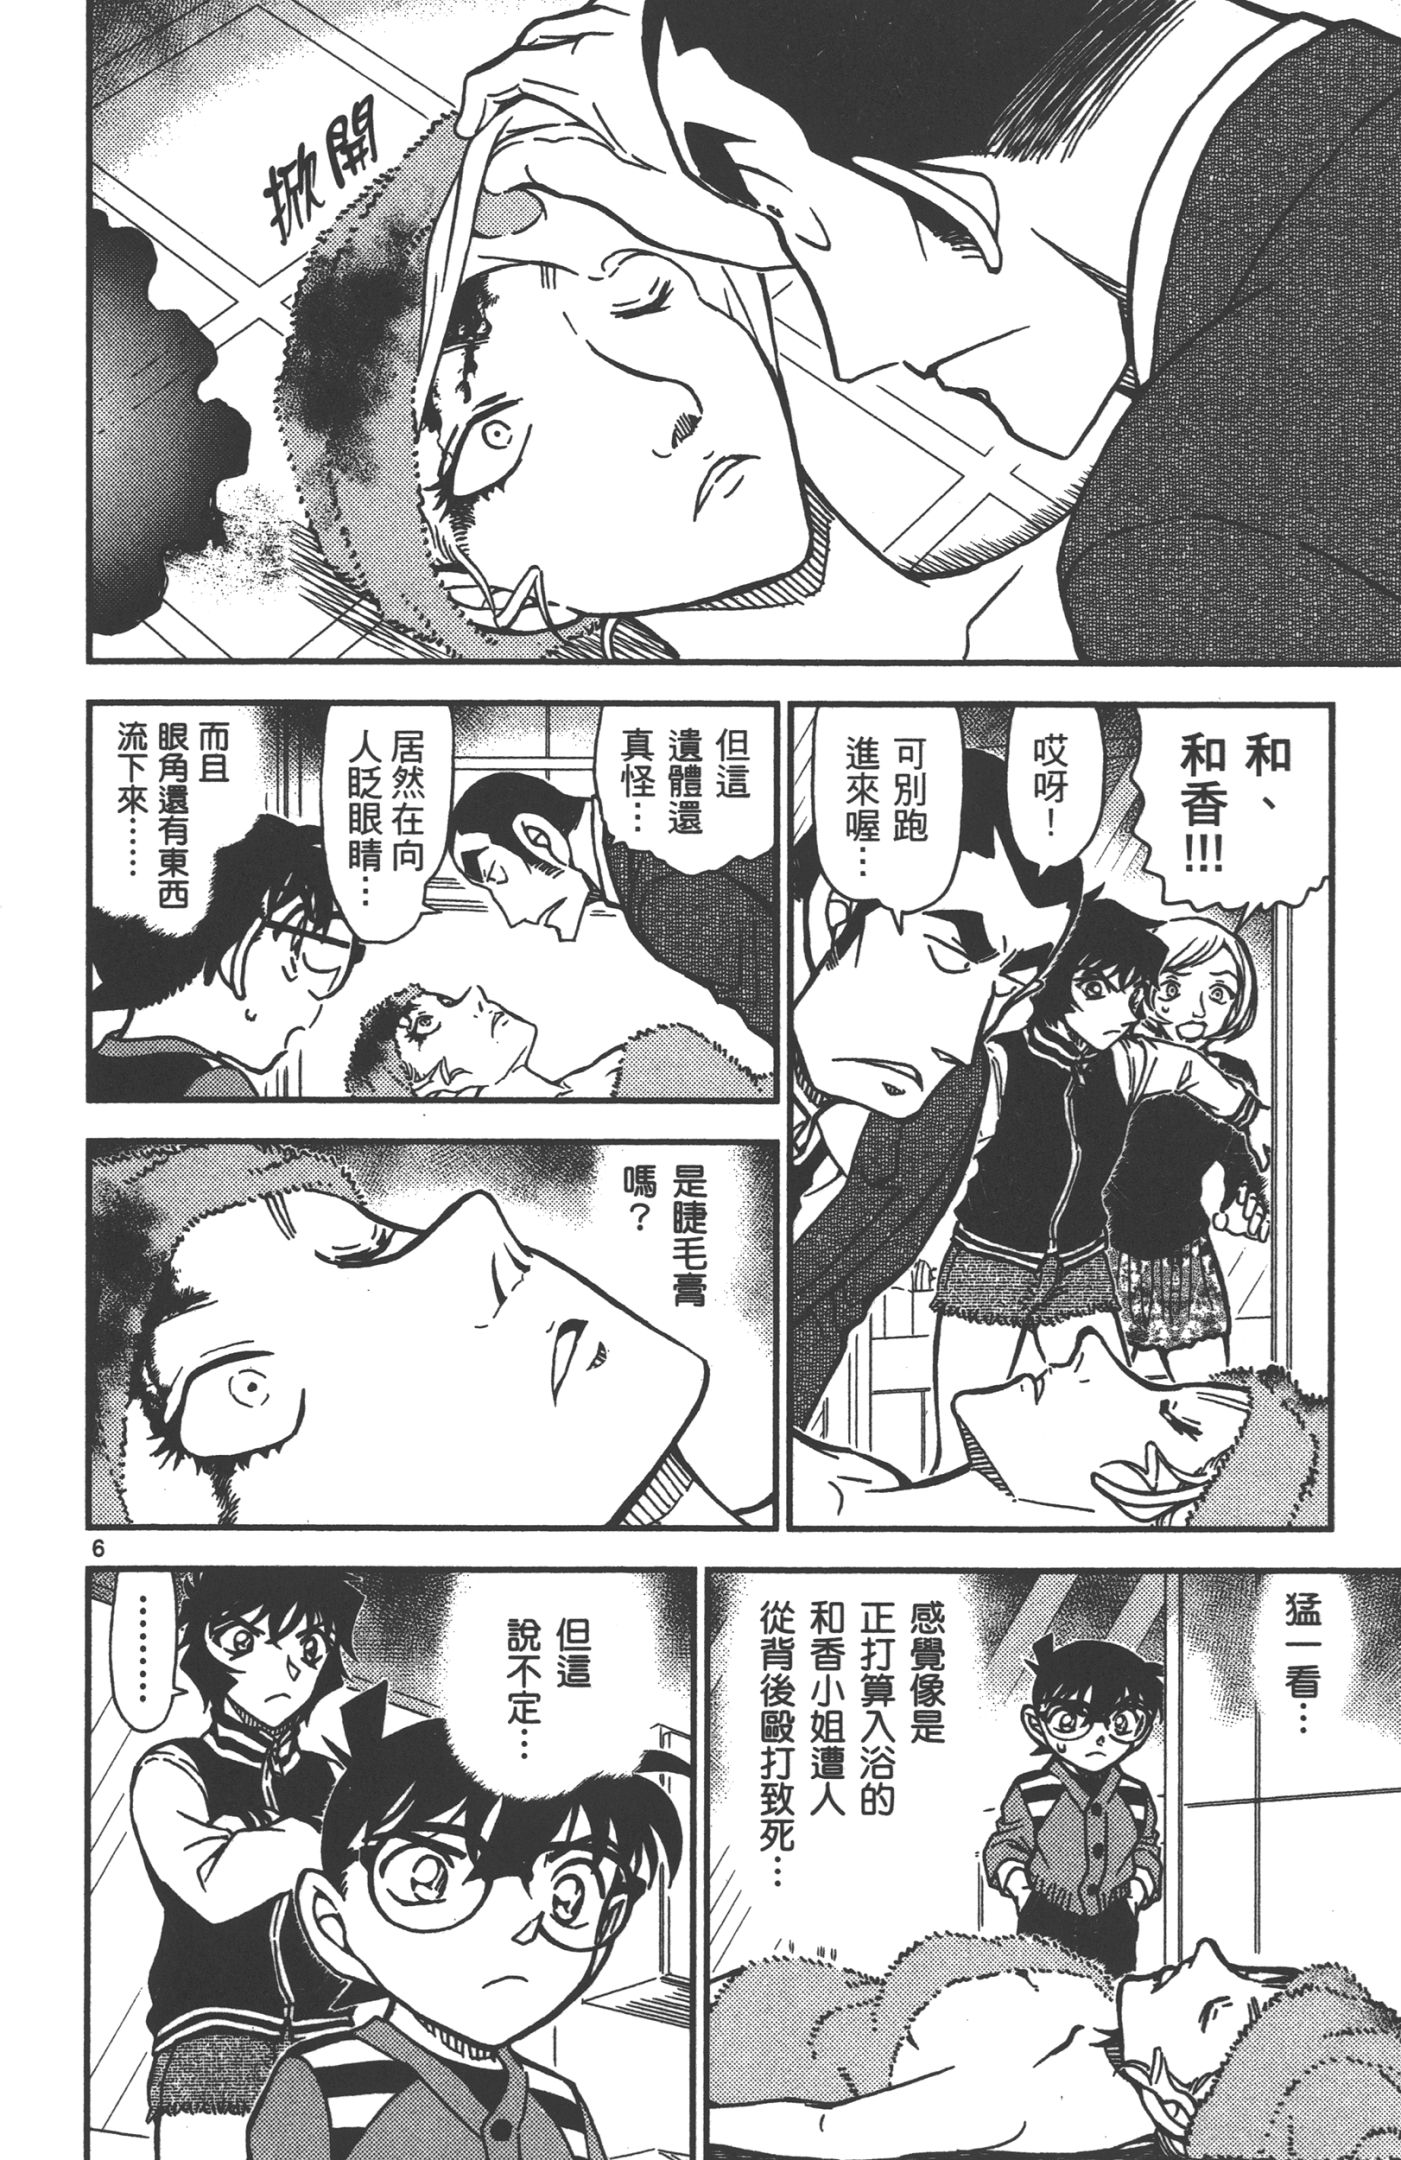 掀開
和、
和香!!!
哎呀!
可別跑
進來喔…
但這
遺體還
真怪…
居然在向
人眨眼睛…
而且
眼角還有東西
流下來……
是睫毛膏
嗎?
6
猛一看…
感覺像是
正打算入浴的
和香小姐遭人
從背後毆打致死…
但這
說不定…
………